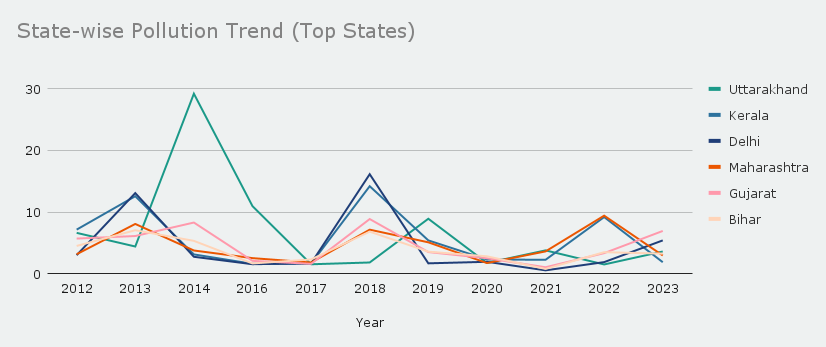 State-wise Pollution Trend (Top States)
30
20
10
0
2012 2013 2014 2016 2017 2018 2019 2020 2021 2022 2023
Year
Uttarakhand
Kerala
Delhi
Maharashtra
Gujarat
Bihar